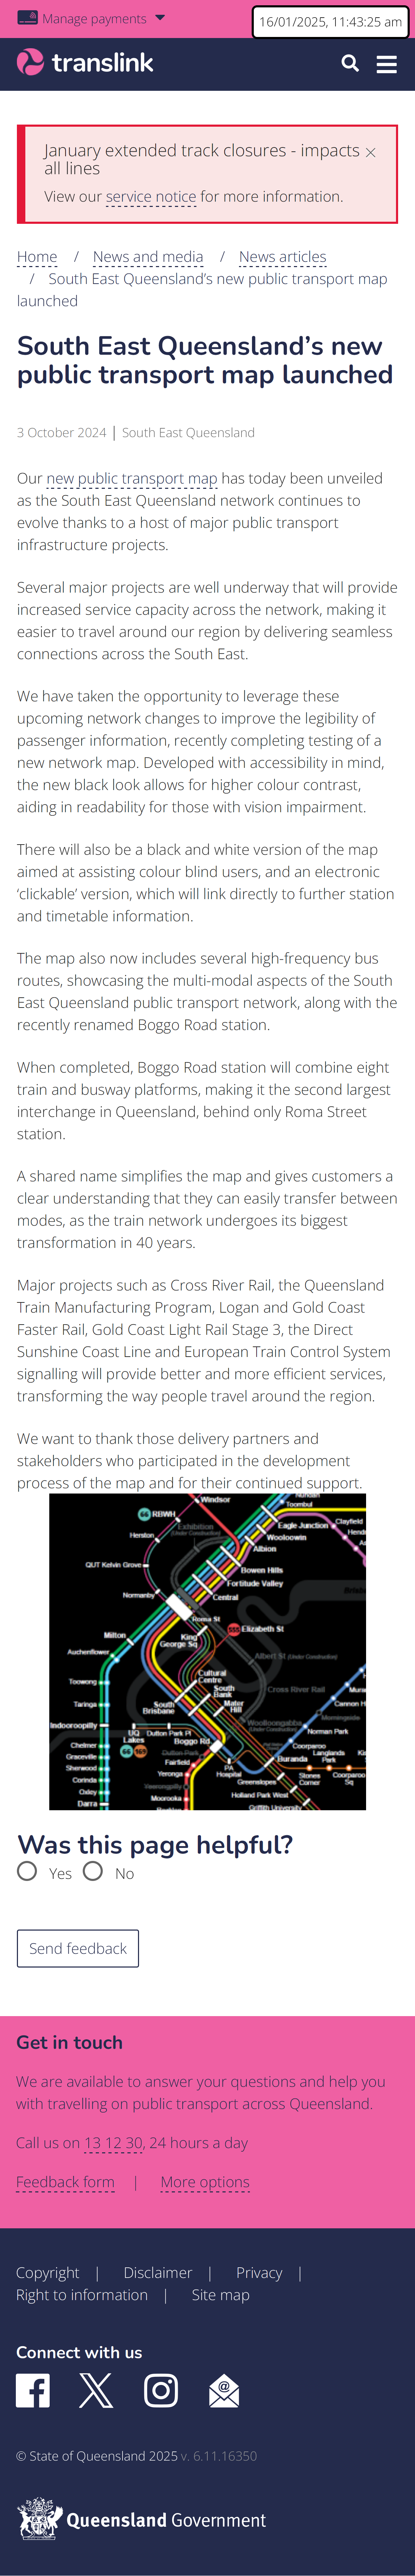 Manage payments
16/01/2025, 11:43:25 am
translink
January extended track closures - impacts
all lines
View our service notice for more information.
Home / News and media / News articles
/ South East Queensland's new public transport map
launched
South East Queensland's new
public transport map launched
3 October 2024 | South East Queensland
Our new public transport map has today been unveiled
as the South East Queensland network continues to
evolve thanks to a host of major public transport
infrastructure projects.
Several major projects are well underway that will provide
increased service capacity across the network, making it
easier to travel around our region by delivering seamless
connections across the South East.
We have taken the opportunity to leverage these
upcoming network changes to improve the legibility of
passenger information, recently completing testing of a
new network map. Developed with accessibility in mind,
the new black look allows for higher colour contrast,
aiding in readability for those with vision impairment.
There will also be a black and white version of the map
aimed at assisting colour blind users, and an electronic
‘clickable’ version, which will link directly to further station
and timetable information.
The map also now includes several high-frequency bus
routes, showcasing the multi-modal aspects of the South
East Queensland public transport network, along with the
recently renamed Boggo Road station.
When completed, Boggo Road station will combine eight
train and busway platforms, making it the second largest
interchange in Queensland, behind only Roma Street
station.
A shared name simplifies the map and gives customers a
clear understanding that they can easily transfer between
modes, as the train network undergoes its biggest
transformation in 40 years.
Major projects such as Cross River Rail, the Queensland
Train Manufacturing Program, Logan and Gold Coast
Faster Rail, Gold Coast Light Rail Stage 3, the Direct
Sunshine Coast Line and European Train Control System
signalling will provide better and more efficient services,
transforming the way people travel around the region.
We want to thank those delivery partners and
stakeholders who participated in the development
process of the map and for their continued support.
Windsor
Toombul
66 RBWH
Eagle Junction
Clayfield
Exhibition
(Under Construction)
Herston
Wooloowin
Albion
QUT Kelvin Grove
Bowen Hills
Fortitude Valley
Normanby
Central
Roma St
Milton
King
George Sq
555 Elizabeth St
Auchenflower
Albert St (Under Construction)
Toowong
Cultural
Centre
South
Bank
Cross River Rail
Taringa
South
Brisbane
Mater
Hill
Indooroopilly
UQ
Lakes
Dutton Park Pl
Boggo Rd
Woolloongabba
(Under Construction)
Morningside
Norman Park
Coorparoo
Chelmer
66 169
Dutton Park
Buranda
Langlands
Park
Graceville
Fairfield
Sherwood
Yeronga
PA
Hospital
Stones
Corner
Coorparoo
Sq
Corinda
Yeerongpilly
Greenslopes
Oxley
Moorooka
Holland Park West
Darra
Griffith University
Was this page helpful?
Yes No
Send feedback
Get in touch
We are available to answer your questions and help you
with travelling on public transport across Queensland.
Call us on 13 12 30, 24 hours a day
Feedback form | More options
Copyright | Disclaimer | Privacy |
Right to information | Site map
Connect with us
© State of Queensland 2025 v. 6.11.16350
Queensland Government